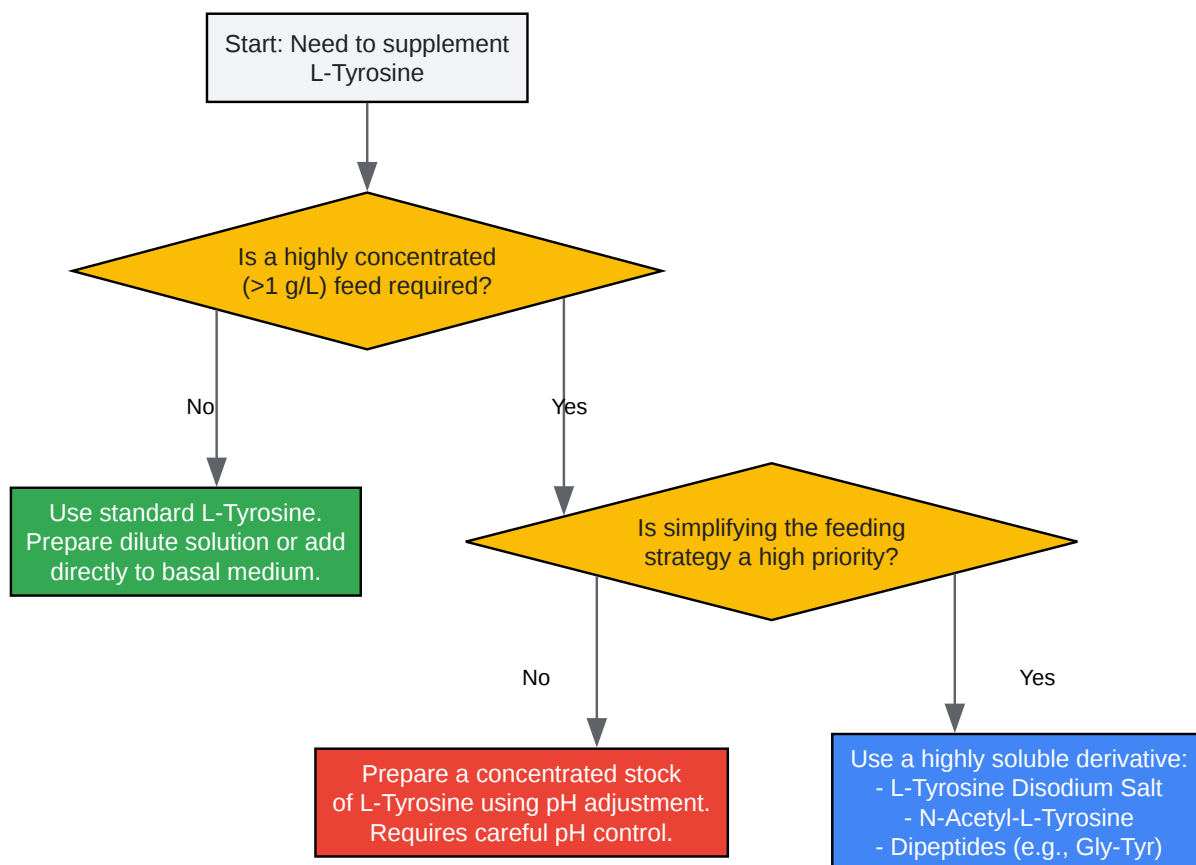 Start: Need to supplement
L-Tyrosine
Is a highly concentrated
(>1 g/L) feed required?
No
Yes
Use standard L-Tyrosine.
Prepare dilute solution or add
directly to basal medium.
Is simplifying the feeding
strategy a high priority?
No
Yes
Prepare a concentrated stock
of L-Tyrosine using pH adjustment.
Requires careful pH control.
Use a highly soluble derivative:
- L-Tyrosine Disodium Salt
- N-Acetyl-L-Tyrosine
- Dipeptides (e.g., Gly-Tyr)